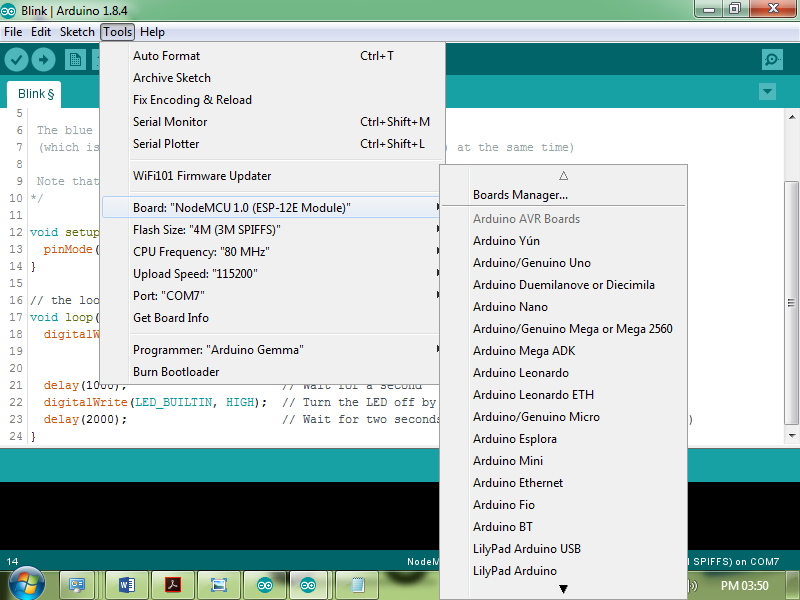 Blink | Arduino 1.8.4
File Edit Sketch Tools Help
Auto Format Ctrl+T
Archive Sketch
Fix Encoding & Reload
Serial Monitor Ctrl+Shift+M
Serial Plotter Ctrl+Shift+L
WiFi101 Firmware Updater
Board: "NodeMCU 1.0 (ESP-12E Module)"
Flash Size: "4M (3M SPIFFS)"
CPU Frequency: "80 MHz"
Upload Speed: "115200"
Port: "COM7"
Get Board Info
Programmer: "Arduino Gemma"
Burn Bootloader
Boards Manager...
Arduino AVR Boards
Arduino Yún
Arduino/Genuino Uno
Arduino Duemilanove or Diecimila
Arduino Nano
Arduino/Genuino Mega or Mega 2560
Arduino Mega ADK
Arduino Leonardo
Arduino Leonardo ETH
Arduino/Genuino Micro
Arduino Esplora
Arduino Mini
Arduino Ethernet
Arduino Fio
Arduino BT
LilyPad Arduino USB
LilyPad Arduino
Blink §
5
6 The blue
7 (which is ) at the same time)
8
9 Note that
10 */
11
12 void setup
13 pinMode(
14 }
15
16 // the loo
17 void loop(
18 digitalW
19
20
21 delay(1000); // Wait for a second
22 digitalWrite(LED_BUILTIN, HIGH); // Turn the LED off by
23 delay(2000); // Wait for two seconds )
24 }
14 NodeM SPIFFS) on COM7
PM 03:50